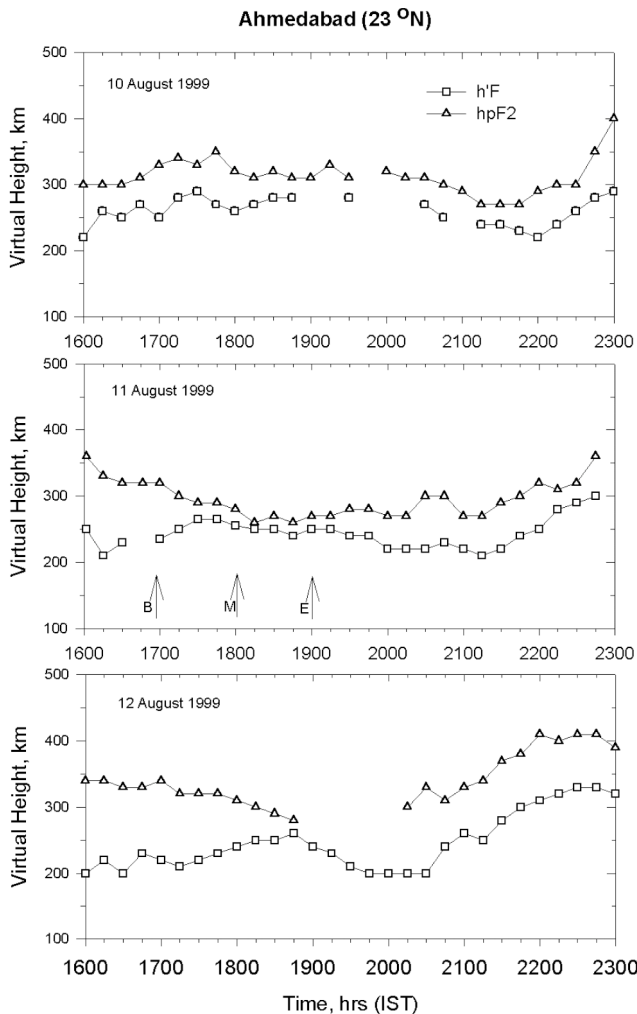 Ahmedabad (23 ᴼN)
500
10 August 1999
h'F
400
hpF2
Virtual Height, km
300
200
100
1600 1700 1800 1900 2000 2100 2200 2300
500
11 August 1999
400
Virtual Height, km
300
200
B M E
100
1600 1700 1800 1900 2000 2100 2200 2300
500
12 August 1999
400
Virtual Height, km
300
200
100
1600 1700 1800 1900 2000 2100 2200 2300
Time, hrs (IST)